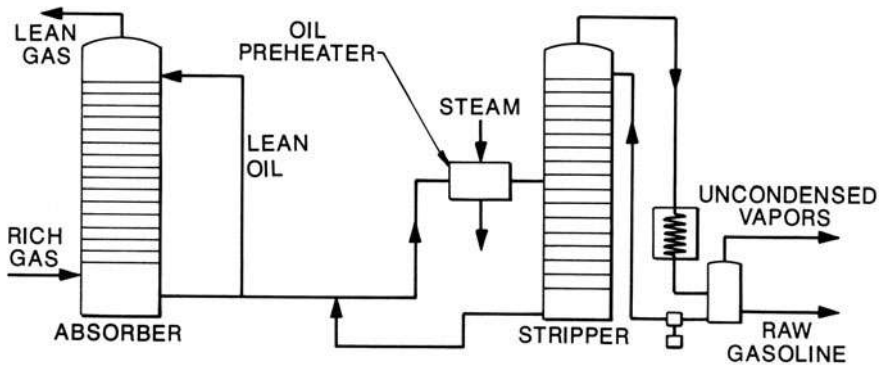 LEAN
GAS
OIL
PREHEATER
STEAM
LEAN
OIL
RICH
GAS
UNCONDENSED
VAPORS
ABSORBER
STRIPPER
RAW
GASOLINE